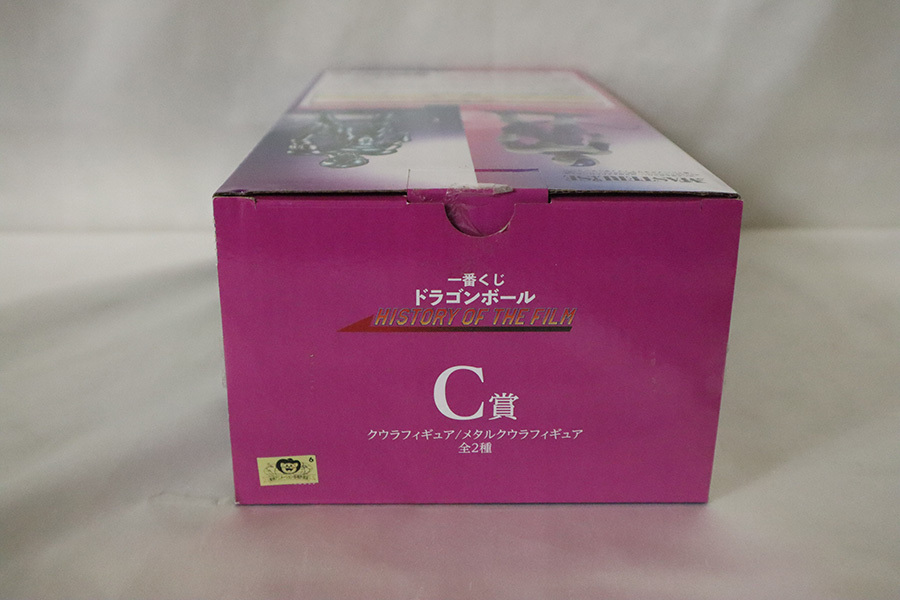 一番くじ
ドラゴンボール
HISTORY OF THE FILM
C賞
クウラフィギュア/メタルクウラフィギュア
全2種
6